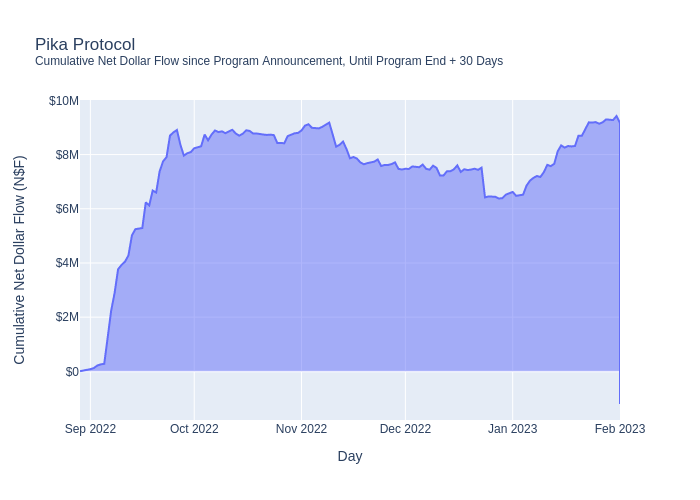 Pika Protocol
Cumulative Net Dollar Flow since Program Announcement, Until Program End + 30 Days
Cumulative Net Dollar Flow (N$F)
$10M
$8M
$6M
$4M
$2M
$0
Sep 2022
Oct 2022
Nov 2022
Dec 2022
Jan 2023
Feb 2023
Day